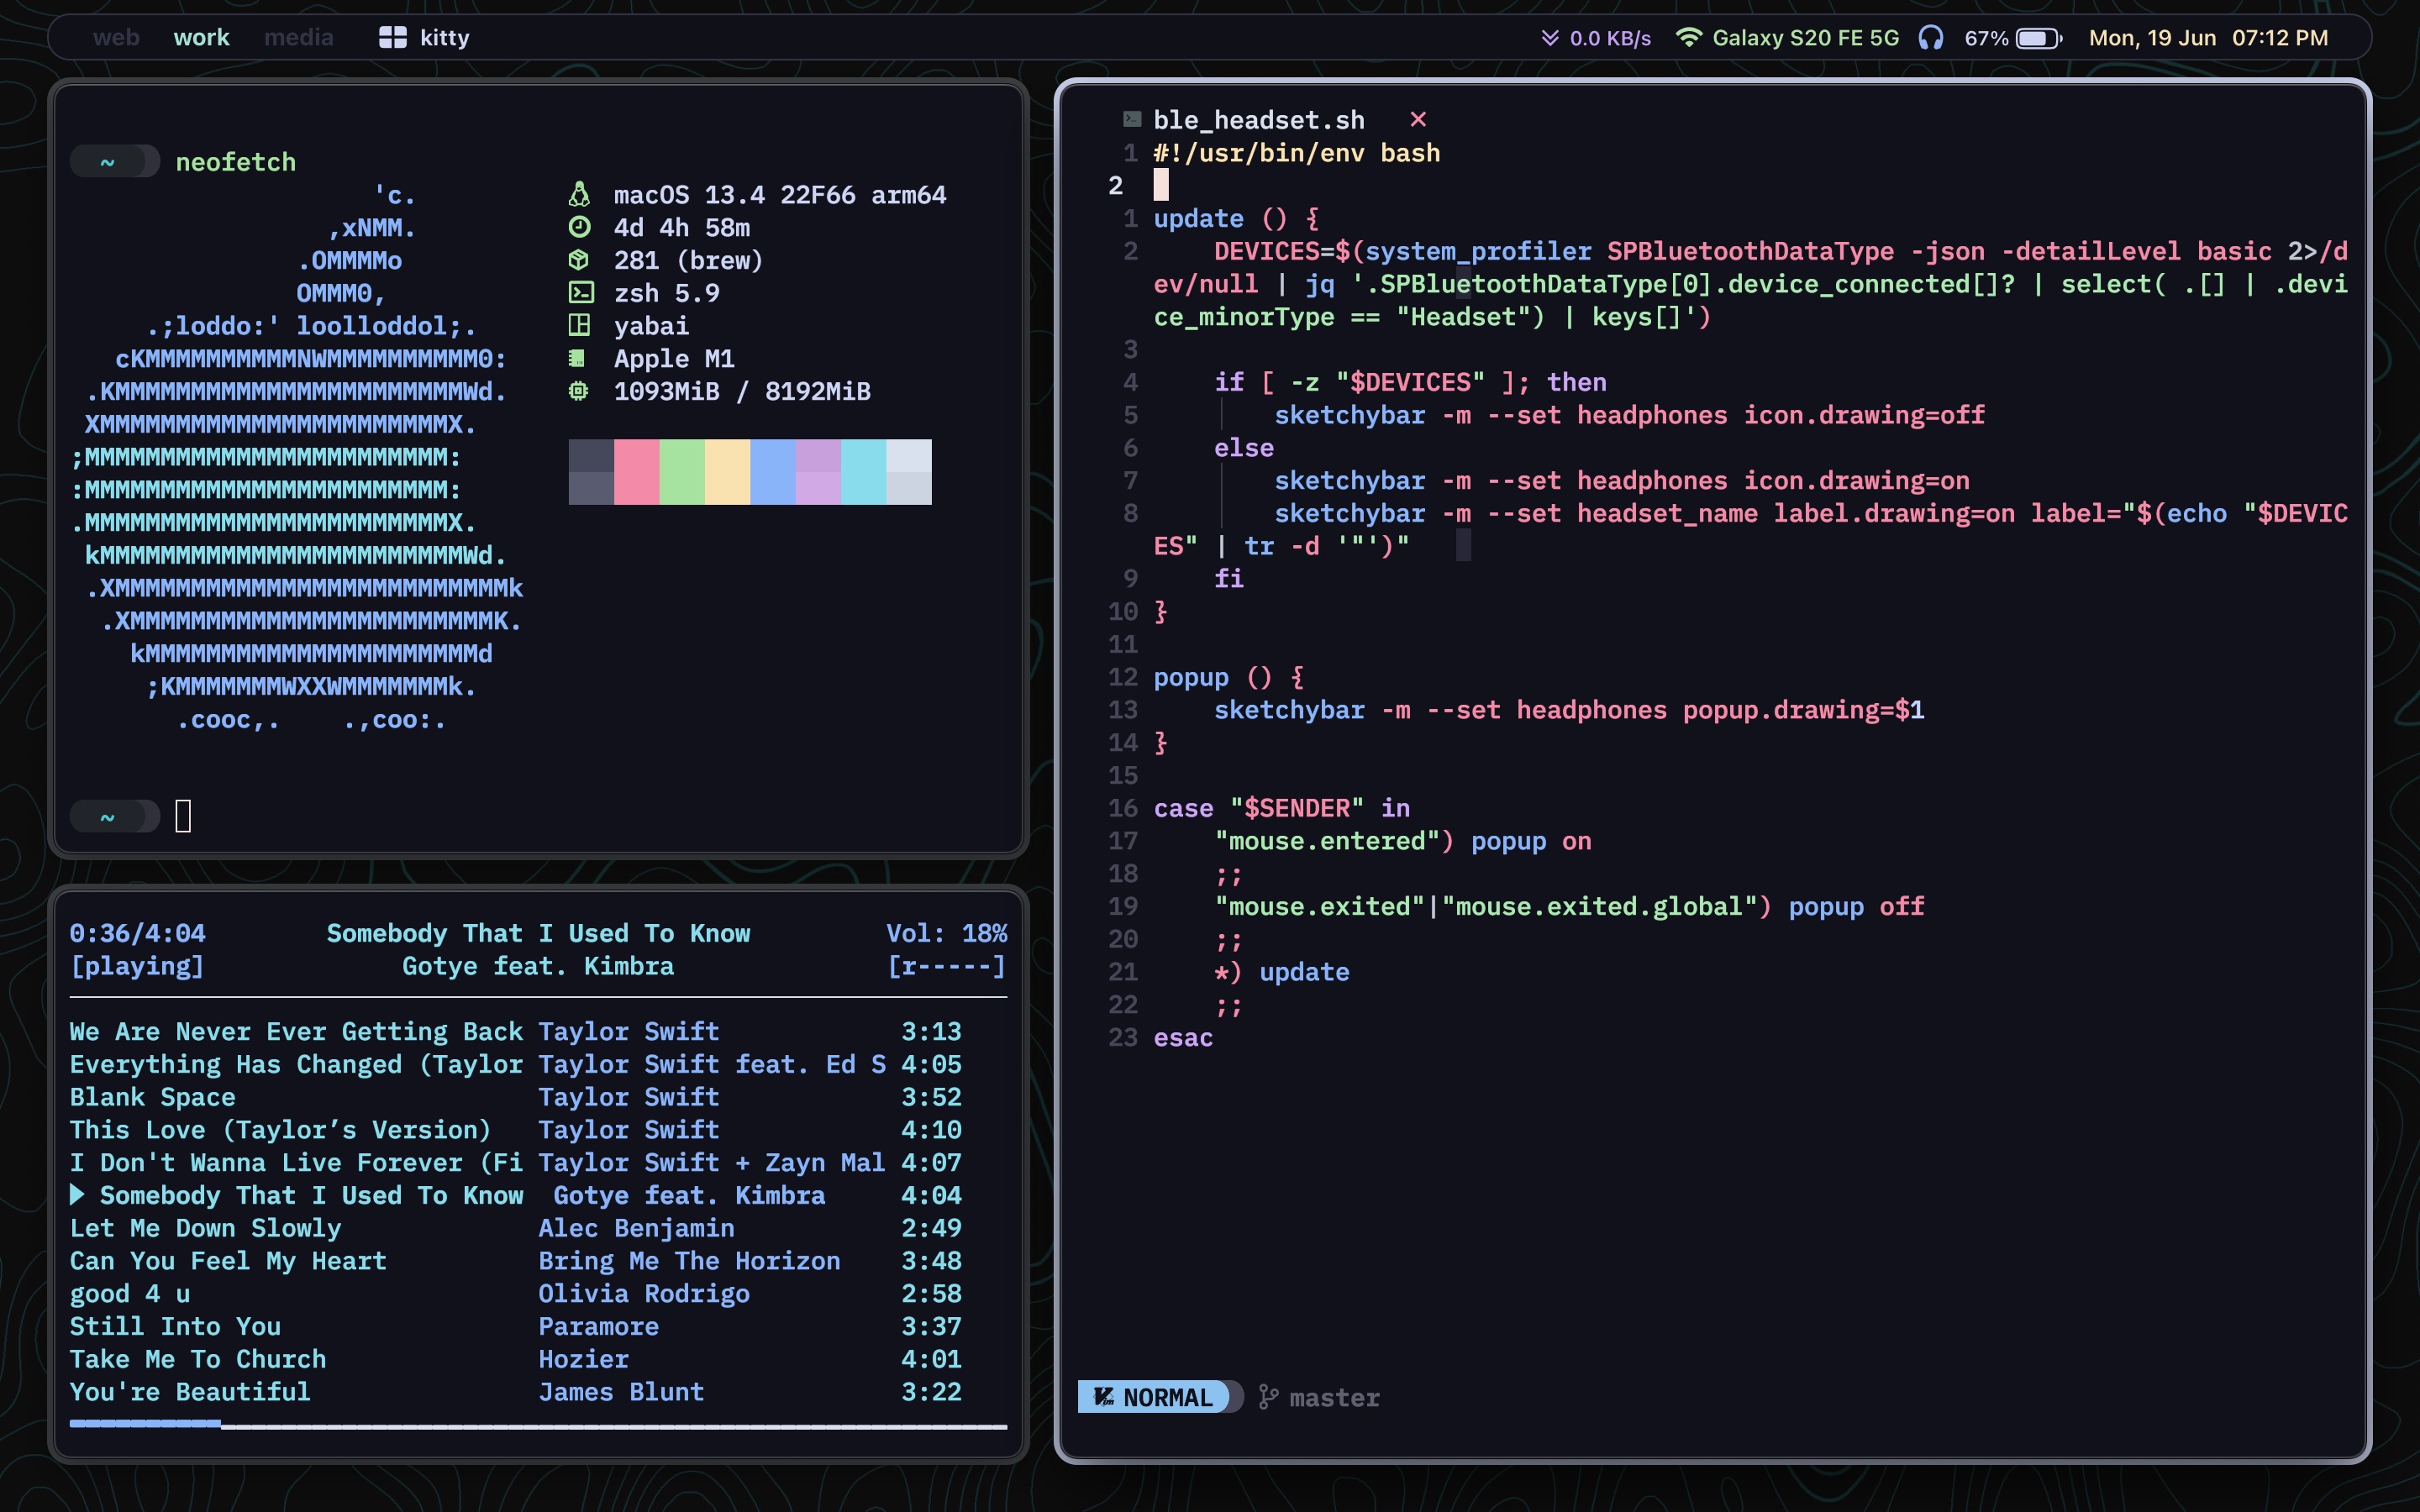 web work media kitty
0.0 KB/s Galaxy S20 FE 5G 67% Mon, 19 Jun 07:12 PM
~ neofetch
'c.
,xNMM.
.OMMMMo
OMMM0,
.;loddo:' loolloddol;.
cKMMMMMMMMMMNWMMMMMMMMMM0:
.KMMMMMMMMMMMMMMMMMMMMMMMWd.
XMMMMMMMMMMMMMMMMMMMMMMMX.
;MMMMMMMMMMMMMMMMMMMMMMMM:
:MMMMMMMMMMMMMMMMMMMMMMMM:
.MMMMMMMMMMMMMMMMMMMMMMMMX.
kMMMMMMMMMMMMMMMMMMMMMMMMWd.
.XMMMMMMMMMMMMMMMMMMMMMMMMMMk
.XMMMMMMMMMMMMMMMMMMMMMMMMK.
kMMMMMMMMMMMMMMMMMMMMMMd
;KMMMMMMMWXXWMMMMMMMk.
.cooc,.    .,coo:.
macOS 13.4 22F66 arm64
4d 4h 58m
281 (brew)
zsh 5.9
yabai
Apple M1
1093MiB / 8192MiB
~
0:36/4:04 Somebody That I Used To Know Vol: 18%
[playing] Gotye feat. Kimbra [r-----]
We Are Never Ever Getting Back Taylor Swift 3:13
Everything Has Changed (Taylor Taylor Swift feat. Ed S 4:05
Blank Space Taylor Swift 3:52
This Love (Taylor’s Version) Taylor Swift 4:10
I Don't Wanna Live Forever (Fi Taylor Swift + Zayn Mal 4:07
Somebody That I Used To Know Gotye feat. Kimbra 4:04
Let Me Down Slowly Alec Benjamin 2:49
Can You Feel My Heart Bring Me The Horizon 3:48
good 4 u Olivia Rodrigo 2:58
Still Into You Paramore 3:37
Take Me To Church Hozier 4:01
You're Beautiful James Blunt 3:22
ble_headset.sh ✕
1 #!/usr/bin/env bash
2
1 update () {
2     DEVICES=$(system_profiler SPBluetoothDataType -json -detailLevel basic 2>/d
ev/null | jq '.SPBluetoothDataType[0].device_connected[]? | select( .[] | .devi
ce_minorType == "Headset") | keys[]')
3
4     if [ -z "$DEVICES" ]; then
5         sketchybar -m --set headphones icon.drawing=off
6     else
7         sketchybar -m --set headphones icon.drawing=on
8         sketchybar -m --set headset_name label.drawing=on label="$(echo "$DEVIC
ES" | tr -d '"')"
9     fi
10 }
11
12 popup () {
13     sketchybar -m --set headphones popup.drawing=$1
14 }
15
16 case "$SENDER" in
17     "mouse.entered") popup on
18     ;;
19     "mouse.exited"|"mouse.exited.global") popup off
20     ;;
21     *) update
22     ;;
23 esac
NORMAL master